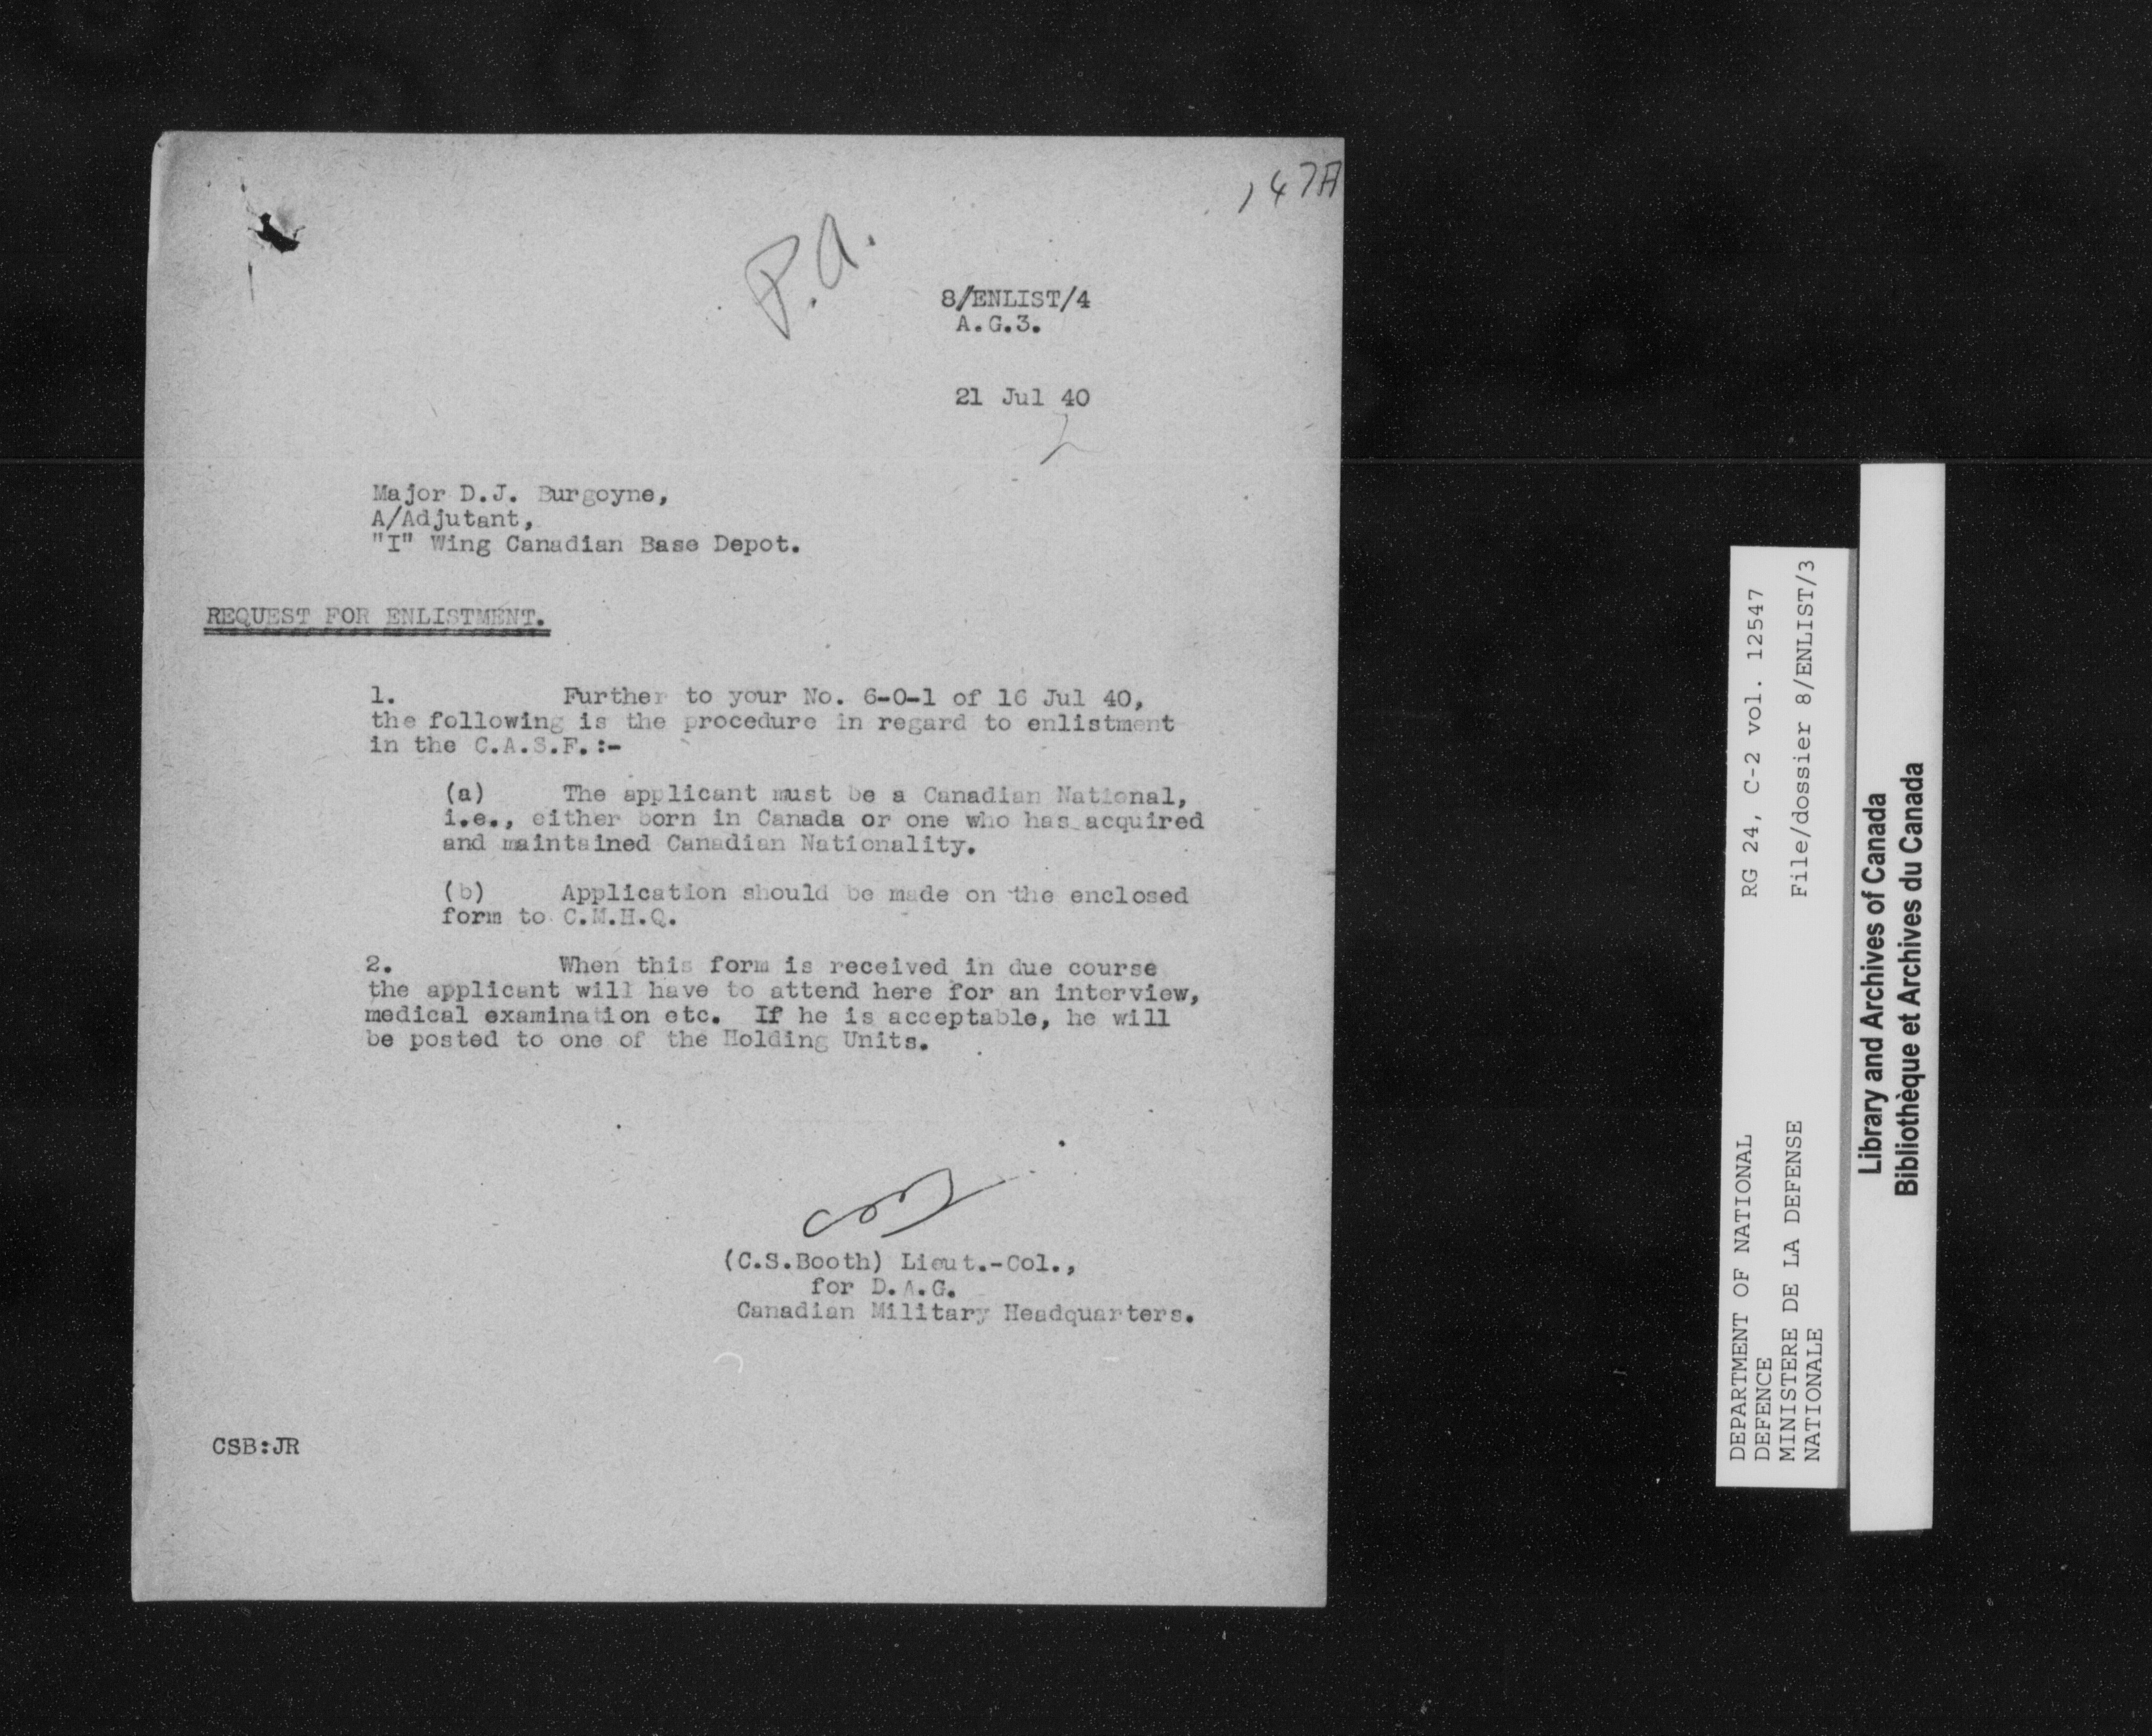 147A
P.A.
8/ENLIST/4
A.G.3.
21 Jul 40
Major D.J. Burgoyne,
A/Adjutant,
"I" Wing Canadian Base Depot.
REQUEST FOR ENLISTMENT.
1. Further to your No. 6-0-1 of 16 Jul 40,
the following is the procedure in regard to enlistment
in the C.A.S.F.:-
(a) The applicant must be a Canadian National,
i.e., either born in Canada or one who has acquired
and maintained Canadian Nationality.
(b) Application should be made on the enclosed
form to C.M.H.Q.
2. When this form is received in due course
the applicant will have to attend here for an interview,
medical examination etc. If he is acceptable, he will
be posted to one of the Holding Units.
(C.S.Booth) Lieut.-Col.,
for D.A.G.
Canadian Military Headquarters.
CSB:JR
DEPARTMENT OF NATIONAL
DEFENCE
MINISTERE DE LA DEFENSE
NATIONALE
RG 24, C-2 vol. 12547
File/dossier 8/ENLIST/3
Library and Archives of Canada
Bibliothèque et Archives du Canada